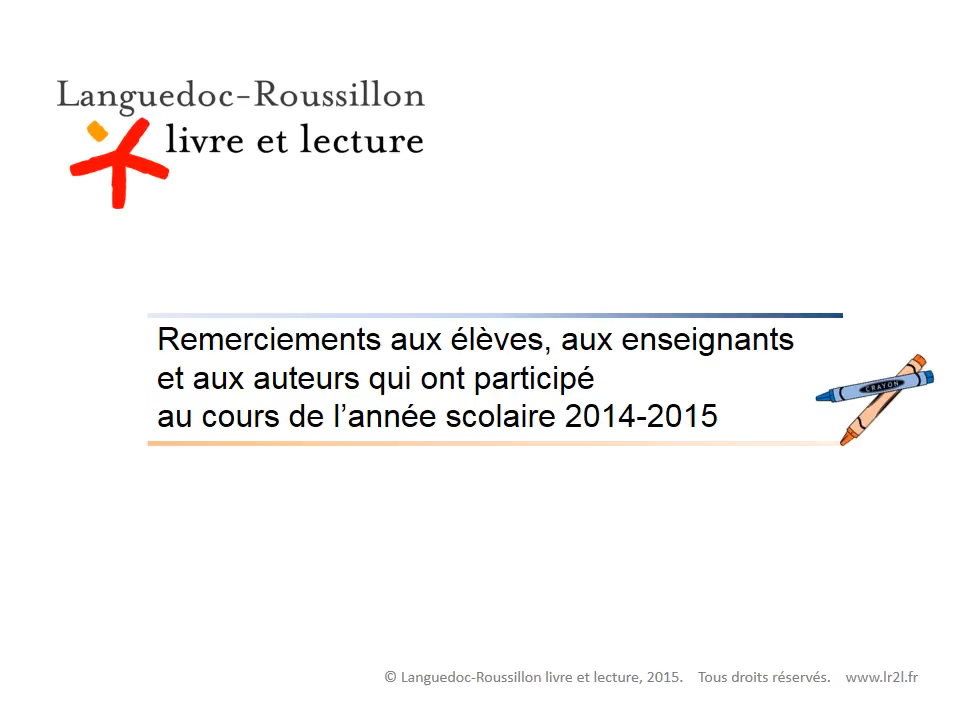 Languedoc-Roussillon
livre et lecture
Remerciements aux élèves, aux enseignants
et aux auteurs qui ont participé
au cours de l’année scolaire 2014-2015
CRAYON
© Languedoc-Roussillon livre et lecture, 2015. Tous droits réservés. www.lr2l.fr